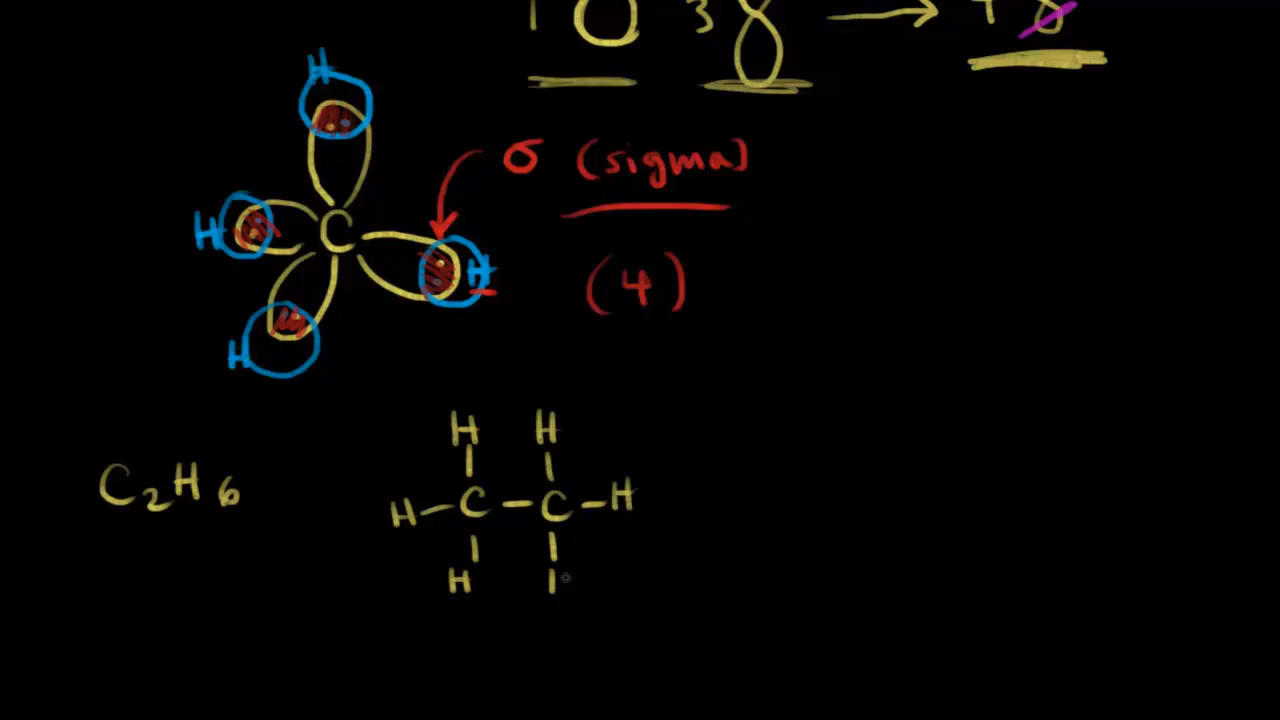 H
σ (sigma)
H C H
(4)
H
H H
C2H6 H-C-C-H
H